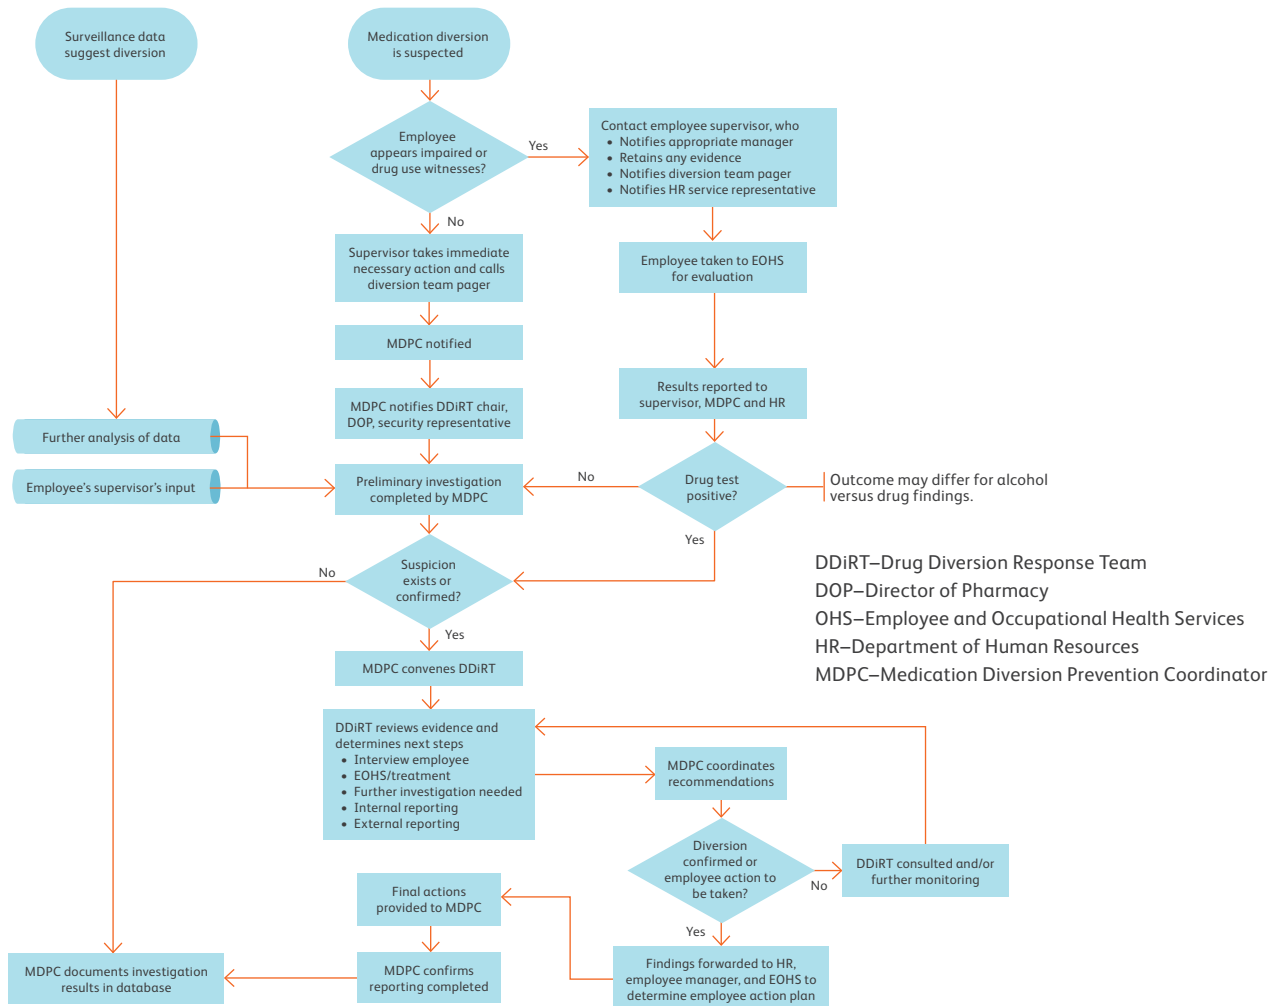 Surveillance data
suggest diversion
Medication diversion
is suspected
Employee
appears impaired or
drug use witnesses?
Yes
Contact employee supervisor, who
• Notifies appropriate manager
• Retains any evidence
• Notifies diversion team pager
• Notifies HR service representative
No
Supervisor takes immediate
necessary action and calls
diversion team pager
Employee taken to EOHS
for evaluation
MDPC notified
MDPC notifies DDiRT chair,
DOP, security representative
Results reported to
supervisor, MDPC and HR
Further analysis of data
Employee's supervisor's input
Preliminary investigation
completed by MDPC
No
Drug test
positive?
Outcome may differ for alcohol
versus drug findings.
Yes
Suspicion
exists or
confirmed?
No
Yes
DDiRT–Drug Diversion Response Team
DOP–Director of Pharmacy
OHS–Employee and Occupational Health Services
HR–Department of Human Resources
MDPC–Medication Diversion Prevention Coordinator
MDPC convenes DDiRT
DDiRT reviews evidence and
determines next steps
• Interview employee
• EOHS/treatment
• Further investigation needed
• Internal reporting
• External reporting
MDPC coordinates
recommendations
Diversion
confirmed or
employee action to
be taken?
No
DDiRT consulted and/or
further monitoring
Yes
Final actions
provided to MDPC
Findings forwarded to HR,
employee manager, and EOHS to
determine employee action plan
MDPC confirms
reporting completed
MDPC documents investigation
results in database